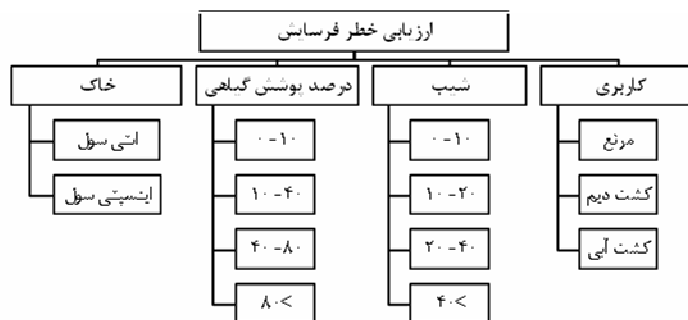 ارزیابی خطر فرسایش
کاربری
مرتع
کشت دیم
کشت آبی
شیب
۰-۱۰
۱۰-۲۰
۲۰-۴۰
۴۰<
درصد پوشش گیاهی
۰-۱۰
۱۰-۴۰
۴۰-۸۰
۸۰<
خاک
انتی سول
اینسپتی سول